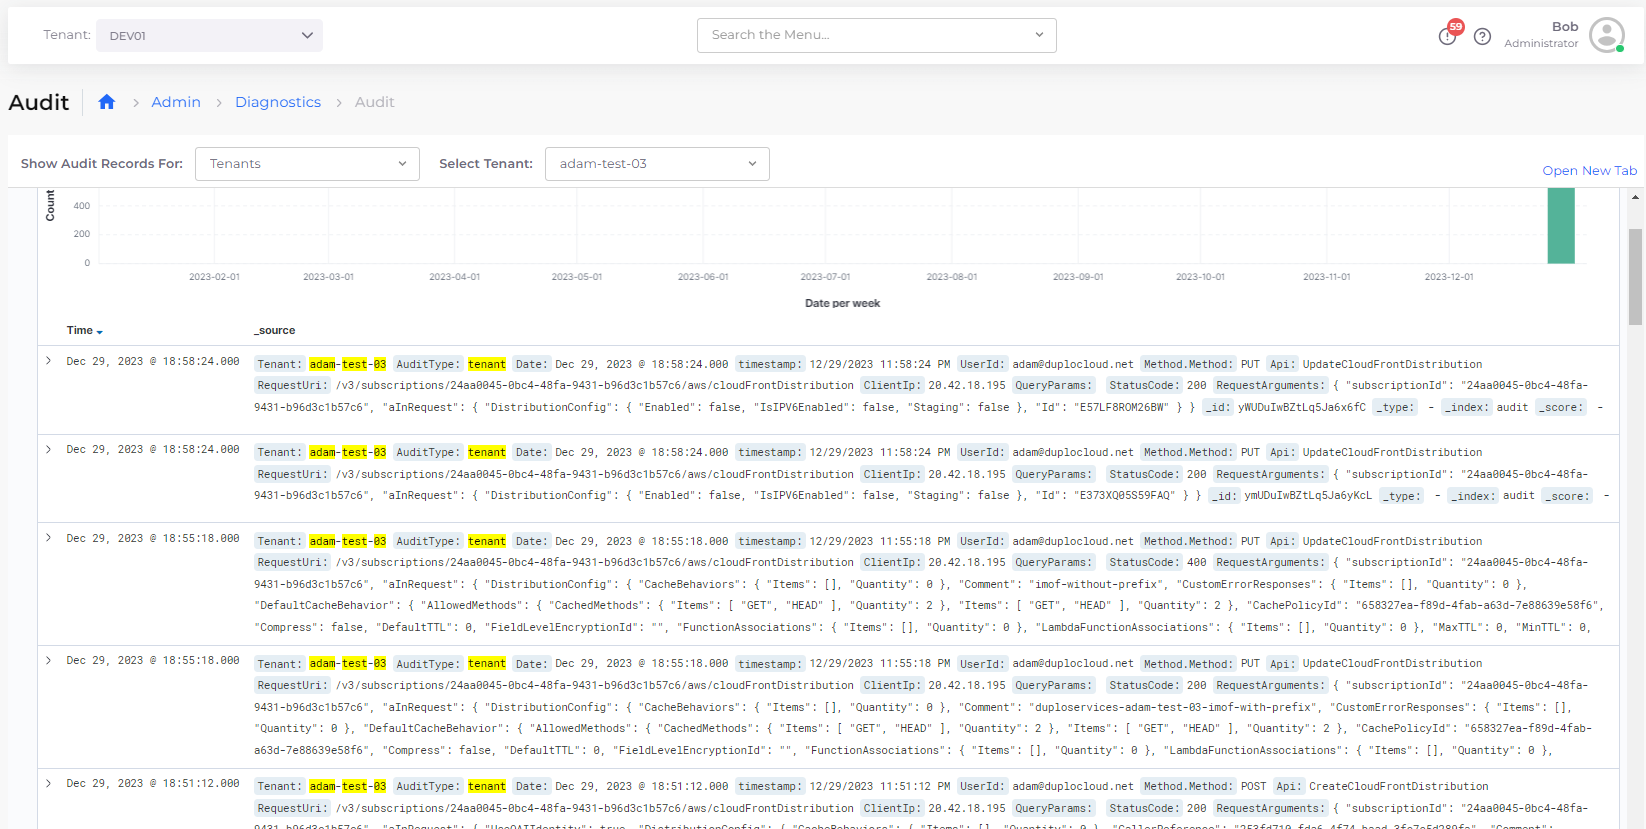 Tenant: DEV01
Search the Menu...
59
Bob
Administrator
Audit
Admin > Diagnostics > Audit
Show Audit Records For: Tenants
Select Tenant: adam-test-03
Open New Tab
Count
400
200
0
2023-02-01 2023-03-01 2023-04-01 2023-05-01 2023-06-01 2023-07-01 2023-08-01 2023-09-01 2023-10-01 2023-11-01 2023-12-01
Date per week
Time _source
Dec 29, 2023 @ 18:58:24.000 Tenant: adam-test-03 AuditType: tenant Date: Dec 29, 2023 @ 18:58:24.000 timestamp: 12/29/2023 11:58:24 PM UserId: adam@duplocloud.net Method.Method: PUT Api: UpdateCloudFrontDistribution
RequestUri: /v3/subscriptions/24aa0045-0bc4-48fa-9431-b96d3c1b57c6/aws/cloudFrontDistribution ClientIp: 20.42.18.195 QueryParams: StatusCode: 200 RequestArguments: { "subscriptionId": "24aa0045-0bc4-48fa-
9431-b96d3c1b57c6", "aInRequest": { "DistributionConfig": { "Enabled": false, "IsIPV6Enabled": false, "Staging": false }, "Id": "E57LF8ROM26BW" } } _id: yWUDuIwBZtLq5Ja6x6fC _type: - _index: audit _score: -
Dec 29, 2023 @ 18:58:24.000 Tenant: adam-test-03 AuditType: tenant Date: Dec 29, 2023 @ 18:58:24.000 timestamp: 12/29/2023 11:58:24 PM UserId: adam@duplocloud.net Method.Method: PUT Api: UpdateCloudFrontDistribution
RequestUri: /v3/subscriptions/24aa0045-0bc4-48fa-9431-b96d3c1b57c6/aws/cloudFrontDistribution ClientIp: 20.42.18.195 QueryParams: StatusCode: 200 RequestArguments: { "subscriptionId": "24aa0045-0bc4-48fa-
9431-b96d3c1b57c6", "aInRequest": { "DistributionConfig": { "Enabled": false, "IsIPV6Enabled": false, "Staging": false }, "Id": "E373XQ05S59FAQ" } } _id: ymUDuIwBZtLq5Ja6yKcL _type: - _index: audit _score: -
Dec 29, 2023 @ 18:55:18.000 Tenant: adam-test-03 AuditType: tenant Date: Dec 29, 2023 @ 18:55:18.000 timestamp: 12/29/2023 11:55:18 PM UserId: adam@duplocloud.net Method.Method: PUT Api: UpdateCloudFrontDistribution
RequestUri: /v3/subscriptions/24aa0045-0bc4-48fa-9431-b96d3c1b57c6/aws/cloudFrontDistribution ClientIp: 20.42.18.195 QueryParams: StatusCode: 400 RequestArguments: { "subscriptionId": "24aa0045-0bc4-48fa-
9431-b96d3c1b57c6", "aInRequest": { "DistributionConfig": { "CacheBehaviors": { "Items": [], "Quantity": 0 }, "Comment": "imof-without-prefix", "CustomErrorResponses": { "Items": [], "Quantity": 0 },
"DefaultCacheBehavior": { "AllowedMethods": { "CachedMethods": { "Items": [ "GET", "HEAD" ], "Quantity": 2 }, "Items": [ "GET", "HEAD" ], "Quantity": 2 }, "CachePolicyId": "658327ea-f89d-4fab-a63d-7e88639e58f6",
"Compress": false, "DefaultTTL": 0, "FieldLevelEncryptionId": "", "FunctionAssociations": { "Items": [], "Quantity": 0 }, "LambdaFunctionAssociations": { "Items": [], "Quantity": 0 }, "MaxTTL": 0, "MinTTL": 0,
Dec 29, 2023 @ 18:55:18.000 Tenant: adam-test-03 AuditType: tenant Date: Dec 29, 2023 @ 18:55:18.000 timestamp: 12/29/2023 11:55:18 PM UserId: adam@duplocloud.net Method.Method: PUT Api: UpdateCloudFrontDistribution
RequestUri: /v3/subscriptions/24aa0045-0bc4-48fa-9431-b96d3c1b57c6/aws/cloudFrontDistribution ClientIp: 20.42.18.195 QueryParams: StatusCode: 200 RequestArguments: { "subscriptionId": "24aa0045-0bc4-48fa-
9431-b96d3c1b57c6", "aInRequest": { "DistributionConfig": { "CacheBehaviors": { "Items": [], "Quantity": 0 }, "Comment": "duploservices-adam-test-03-imof-with-prefix", "CustomErrorResponses": { "Items": [],
"Quantity": 0 }, "DefaultCacheBehavior": { "AllowedMethods": { "CachedMethods": { "Items": [ "GET", "HEAD" ], "Quantity": 2 }, "Items": [ "GET", "HEAD" ], "Quantity": 2 }, "CachePolicyId": "658327ea-f89d-4fab-
a63d-7e88639e58f6", "Compress": false, "DefaultTTL": 0, "FieldLevelEncryptionId": "", "FunctionAssociations": { "Items": [], "Quantity": 0 }, "LambdaFunctionAssociations": { "Items": [], "Quantity": 0 },
Dec 29, 2023 @ 18:51:12.000 Tenant: adam-test-03 AuditType: tenant Date: Dec 29, 2023 @ 18:51:12.000 timestamp: 12/29/2023 11:51:12 PM UserId: adam@duplocloud.net Method.Method: POST Api: CreateCloudFrontDistribution
RequestUri: /v3/subscriptions/24aa0045-0bc4-48fa-9431-b96d3c1b57c6/aws/cloudFrontDistribution ClientIp: 20.42.18.195 QueryParams: StatusCode: 200 RequestArguments: { "subscriptionId": "24aa0045-0bc4-48fa-